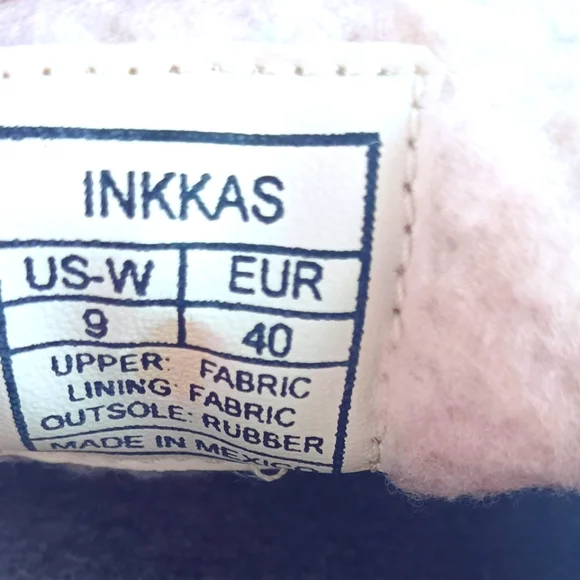 INKKAS
US-W EUR
9 40
UPPER: FABRIC
LINING: FABRIC
OUTSOLE: RUBBER
MADE IN MEXICO